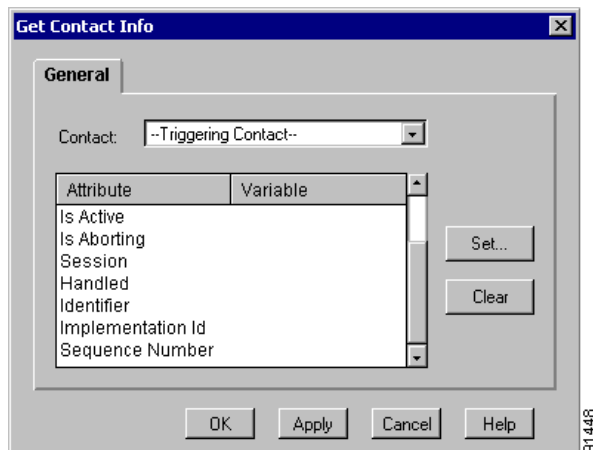 Get Contact Info
General
Contact: --Triggering Contact--
Attribute Variable
Is Active
Is Aborting
Session
Handled
Identifier
Implementation Id
Sequence Number
Set...
Clear
OK Apply Cancel Help
91448